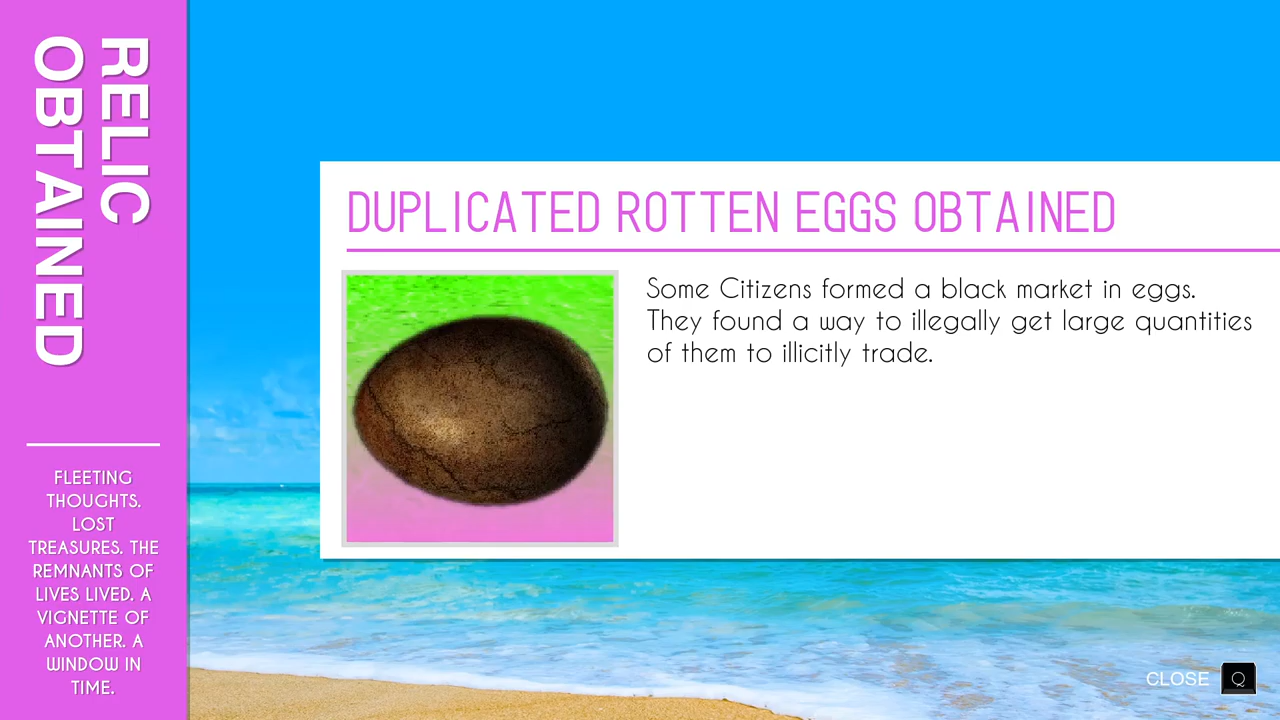 RELIC
OBTAINED
FLEETING
THOUGHTS.
LOST
TREASURES. THE
REMNANTS OF
LIVES LIVED. A
VIGNETTE OF
ANOTHER. A
WINDOW IN
TIME.
DUPLICATED ROTTEN EGGS OBTAINED
Some Citizens formed a black market in eggs.
They found a way to illegally get large quantities
of them to illicitly trade.
CLOSE Q